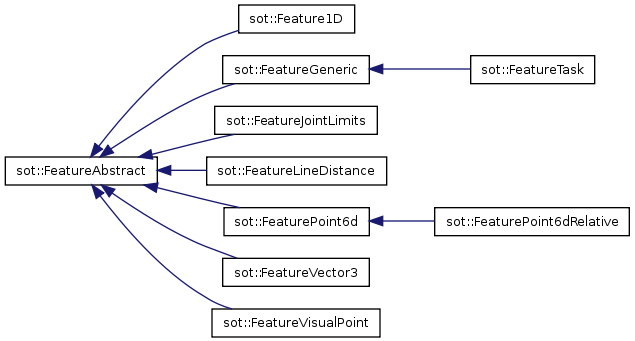 sot::Feature1D
sot::FeatureGeneric
sot::FeatureTask
sot::FeatureJointLimits
sot::FeatureAbstract
sot::FeatureLineDistance
sot::FeaturePoint6d
sot::FeaturePoint6dRelative
sot::FeatureVector3
sot::FeatureVisualPoint